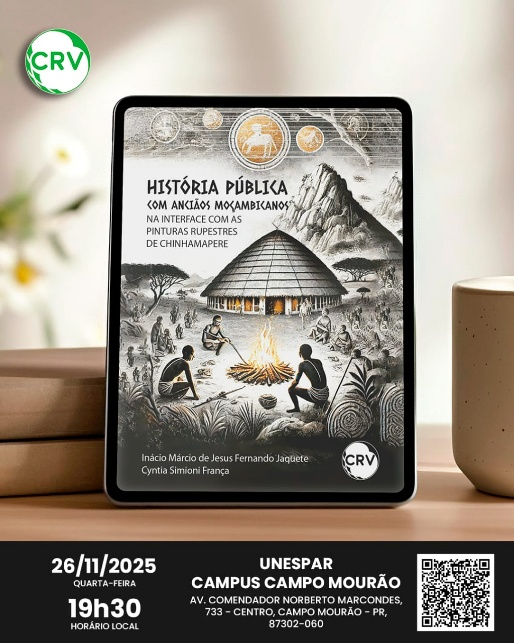 CRV
HISTÓRIA PÚBLICA
COM ANCIÃOS MOÇAMBICANOS
NA INTERFACE COM AS
PINTURAS RUPESTRES
DE CHINHAMAPERE
Inácio Márcio de Jesus Fernando Jaquete
Cyntia Simioni França
CRV
26/11/2025
QUARTA-FEIRA
19h30
HORÁRIO LOCAL
UNESPAR
CAMPUS CAMPO MOURÃO
AV. COMENDADOR NORBERTO MARCONDES,
733 - CENTRO, CAMPO MOURÃO - PR,
87302-060